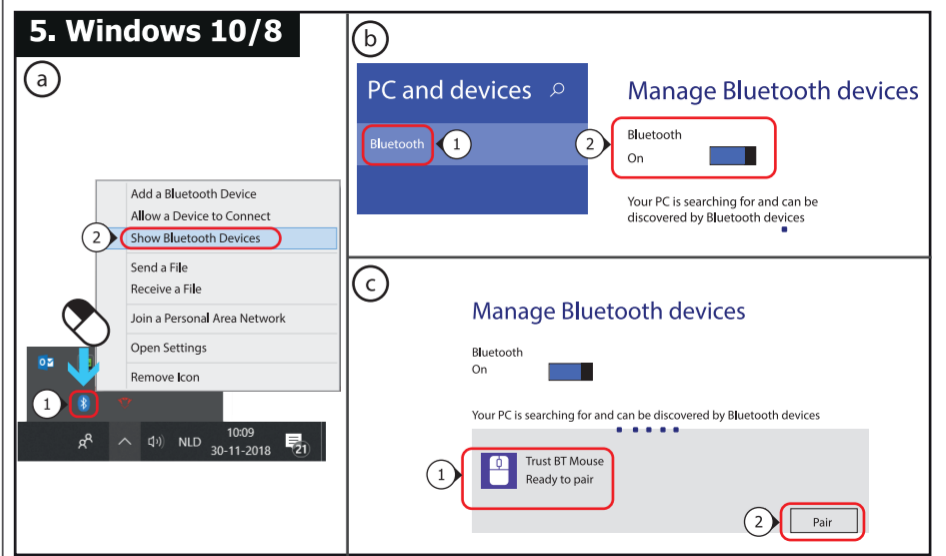 5. Windows 10/8
a
Add a Bluetooth Device
Allow a Device to Connect
2
Show Bluetooth Devices
Send a File
Receive a File
Join a Personal Area Network
Open Settings
Remove Icon
1
NLD
10:09
30-11-2018
21
b
PC and devices
Bluetooth
1
Manage Bluetooth devices
2
Bluetooth
On
Your PC is searching for and can be
discovered by Bluetooth devices
c
Manage Bluetooth devices
Bluetooth
On
Your PC is searching for and can be discovered by Bluetooth devices
1
Trust BT Mouse
Ready to pair
2
Pair